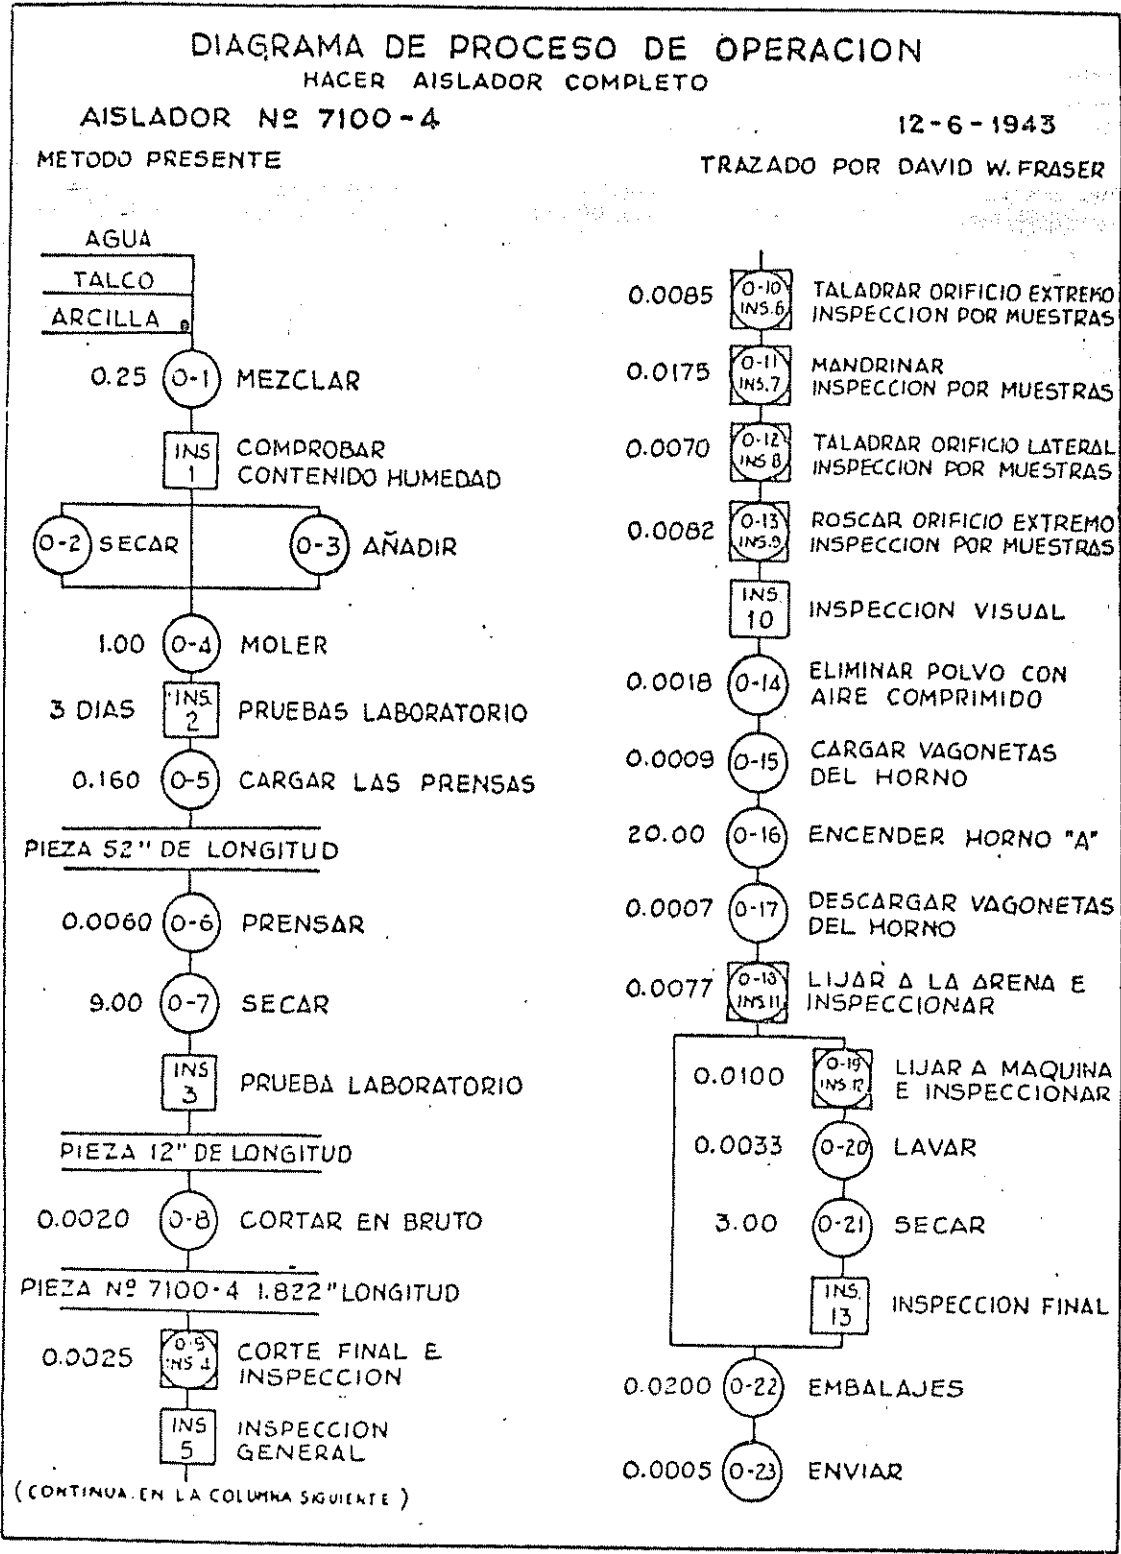 DIAGRAMA DE PROCESO DE OPERACION
HACER AISLADOR COMPLETO
AISLADOR Nº 7100-4
12-6-1943
METODO PRESENTE
TRAZADO POR DAVID W. FRASER
AGUA
TALCO
ARCILLA
0.25 O-1 MEZCLAR
INS 1 COMPROBAR
CONTENIDO HUMEDAD
O-2 SECAR
O-3 AÑADIR
1.00 O-4 MOLER
3 DIAS INS. 2 PRUEBAS LABORATORIO
0.160 O-5 CARGAR LAS PRENSAS
PIEZA 52" DE LONGITUD
0.0060 O-6 PRENSAR
9.00 O-7 SECAR
INS 3 PRUEBA LABORATORIO
PIEZA 12" DE LONGITUD
0.0020 O-8 CORTAR EN BRUTO
PIEZA Nº 7100-4 1.822" LONGITUD
0.0025 O-9 INS 4 CORTE FINAL E
INSPECCION
INS 5 INSPECCION
GENERAL
(CONTINUA EN LA COLUMNA SIGUIENTE)
0.0085 O-10 INS.6 TALADRAR ORIFICIO EXTREMO
INSPECCION POR MUESTRAS
0.0175 O-11 INS.7 MANDRINAR
INSPECCION POR MUESTRAS
0.0070 O-12 INS 8 TALADRAR ORIFICIO LATERAL
INSPECCION POR MUESTRAS
0.0082 O-13 INS.9 ROSCAR ORIFICIO EXTREMO
INSPECCION POR MUESTRAS
INS. 10 INSPECCION VISUAL
0.0018 O-14 ELIMINAR POLVO CON
AIRE COMPRIMIDO
0.0009 O-15 CARGAR VAGONETAS
DEL HORNO
20.00 O-16 ENCENDER HORNO "A"
0.0007 O-17 DESCARGAR VAGONETAS
DEL HORNO
0.0077 O-18 INS.11 LIJAR A LA ARENA E
INSPECCIONAR
0.0100 O-19 INS.12 LIJAR A MAQUINA
E INSPECCIONAR
0.0033 O-20 LAVAR
3.00 O-21 SECAR
INS. 13 INSPECCION FINAL
0.0200 O-22 EMBALAJES
0.0005 O-23 ENVIAR